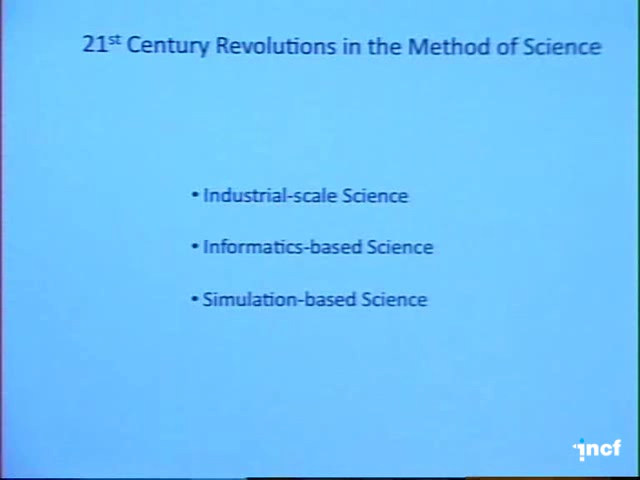 21st Century Revolutions in the Method of Science
• Industrial-scale Science
• Informatics-based Science
• Simulation-based Science
incf